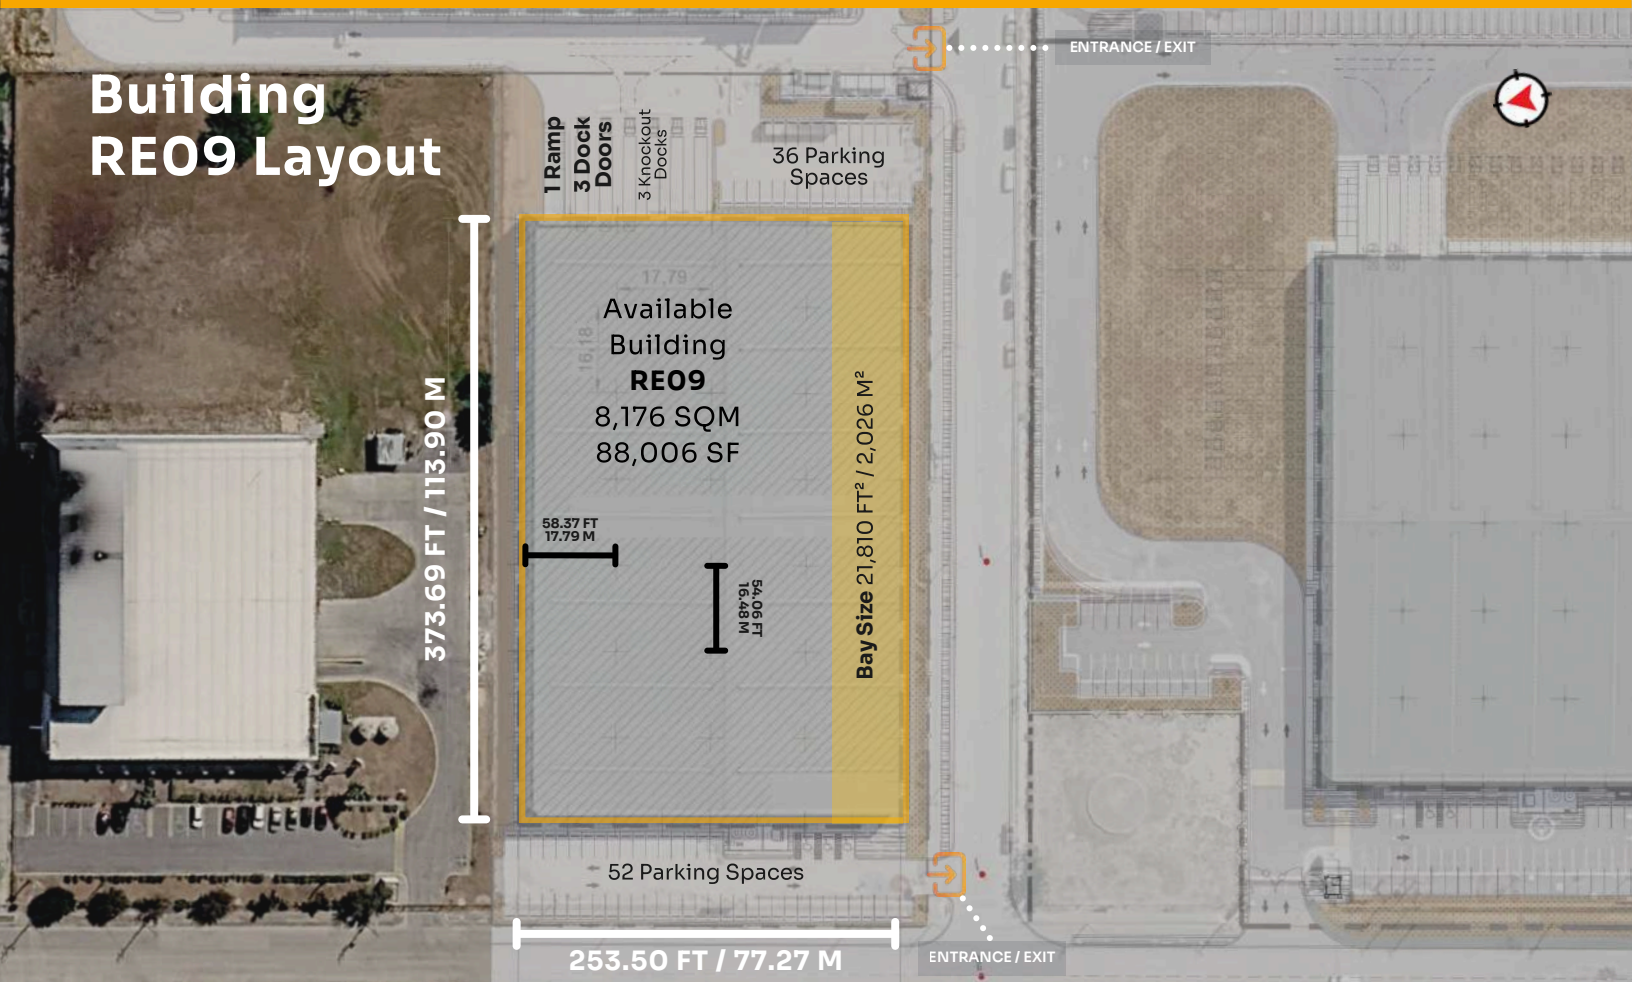 Building
RE09 Layout
ENTRANCE / EXIT
1 Ramp
3 Dock
Doors
3 Knockout
Docks
36 Parking
Spaces
17,79
16,18
Available
Building
RE09
8,176 SQM
88,006 SF
373.69 FT / 113.90 M
58.37 FT
17.79 M
54.06 FT
16.48 M
Bay Size 21,810 FT² / 2,026 M²
52 Parking Spaces
253.50 FT / 77.27 M
ENTRANCE / EXIT